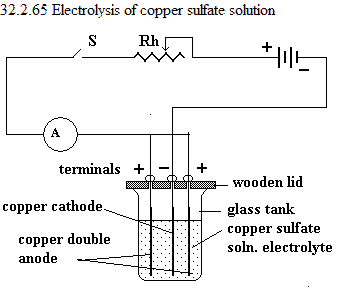 32.2.65 Electrolysis of copper sulfate solution
S Rh + −
A
terminals + − +
wooden lid
copper cathode
glass tank
copper sulfate
soln. electrolyte
copper double
anode